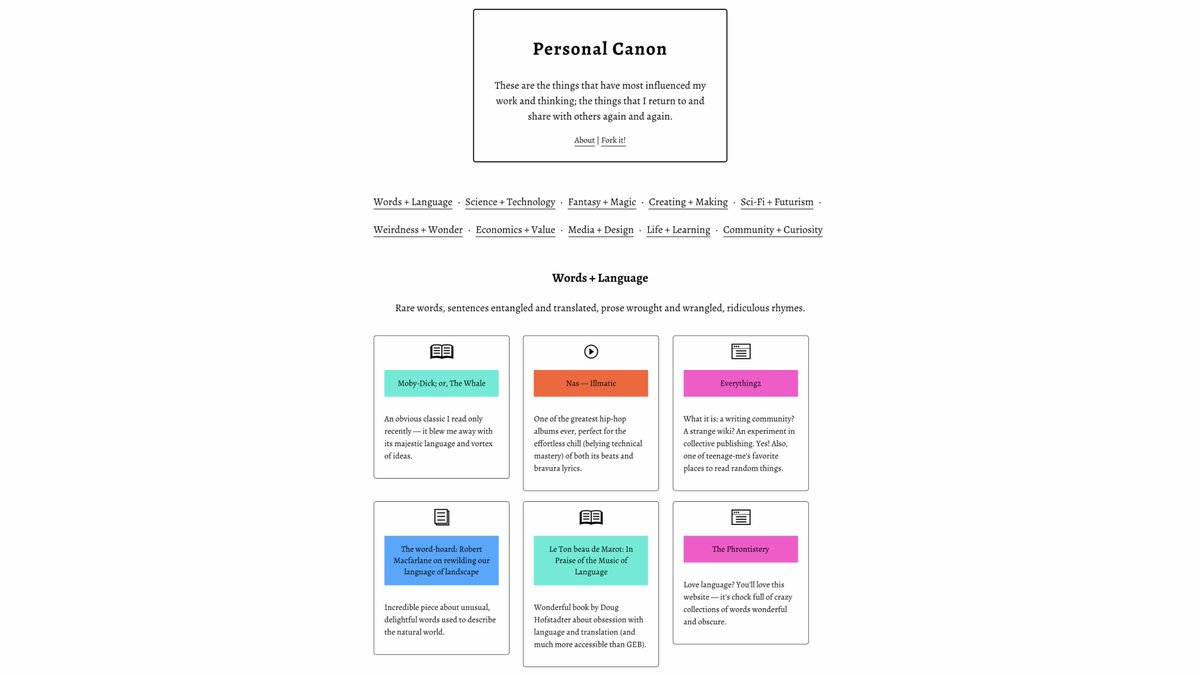 Personal Canon
These are the things that have most influenced my
work and thinking; the things that I return to and
share with others again and again.
About | Fork it!
Words + Language · Science + Technology · Fantasy + Magic · Creating + Making · Sci-Fi + Futurism ·
Weirdness + Wonder · Economics + Value · Media + Design · Life + Learning · Community + Curiosity
Words + Language
Rare words, sentences entangled and translated, prose wrought and wrangled, ridiculous rhymes.
Moby-Dick; or, The Whale
An obvious classic I read only
recently — it blew me away with
its majestic language and vortex
of ideas.
Nas — Illmatic
One of the greatest hip-hop
albums ever, perfect for the
effortless chill (belying technical
mastery) of both its beats and
bravura lyrics.
Everything2
What it is: a writing community?
A strange wiki? An experiment in
collective publishing. Yes! Also,
one of teenage-me's favorite
places to read random things.
The word-hoard: Robert
Macfarlane on rewilding our
language of landscape
Incredible piece about unusual,
delightful words used to describe
the natural world.
Le Ton beau de Marot: In
Praise of the Music of
Language
Wonderful book by Doug
Hofstadter about obsession with
language and translation (and
much more accessible than GEB).
The Phrontistery
Love language? You'll love this
website — it's chock full of crazy
collections of words wonderful
and obscure.